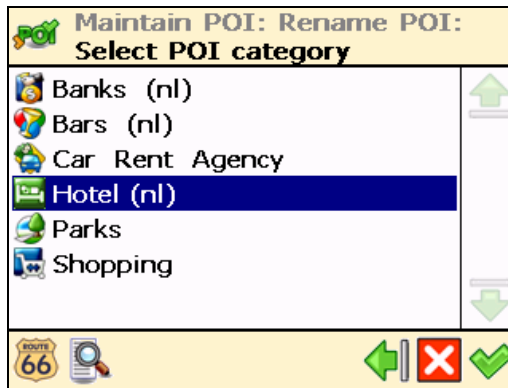 POI
Maintain POI: Rename POI:
Select POI category
Banks (nl)
Bars (nl)
Car Rent Agency
Hotel (nl)
Parks
Shopping
ROUTE
66